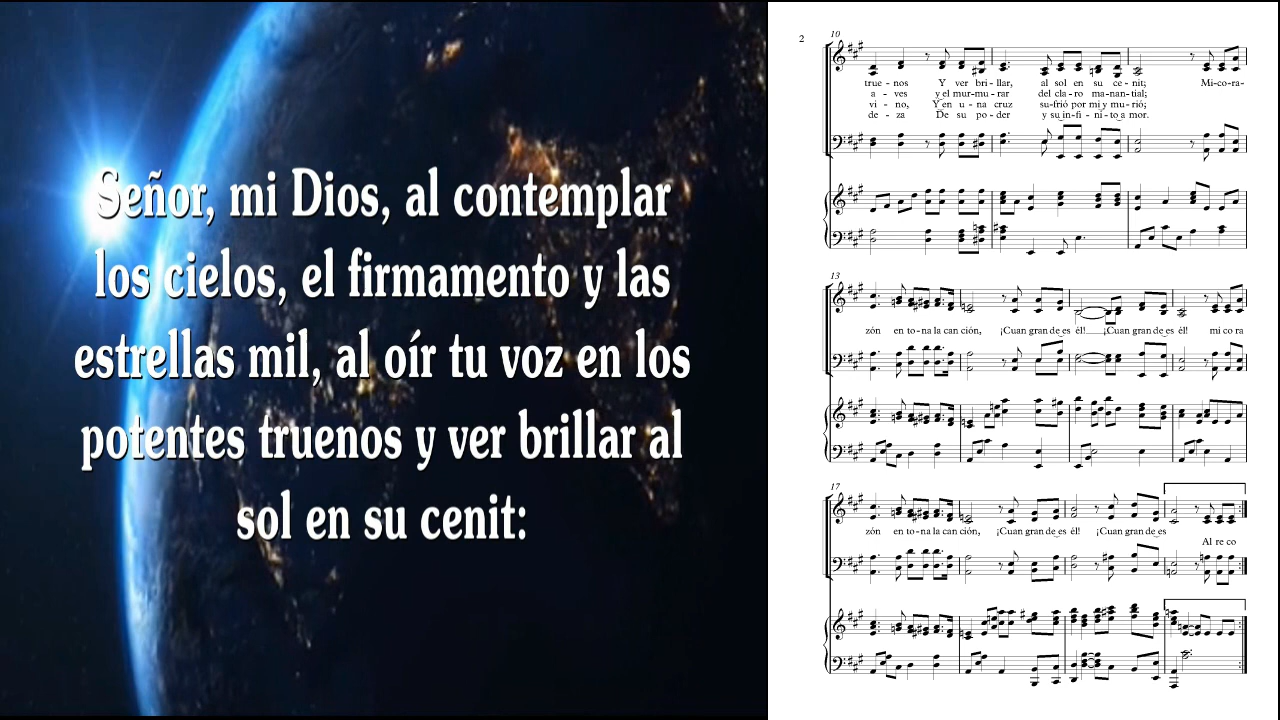 Señor, mi Dios, al contemplar
los cielos, el firmamento y las
estrellas mil, al oír tu voz en los
potentes truenos y ver brillar al
sol en su cenit:
2
10
true - nos Y ver bri - llar, al sol en su ce - nit; Mi-co-ra-
a - ves y el mur-mu - rar del cla - ro ma-nan-tial;
vi - no, Y en u - na cruz su-frió por mi y mu - rió;
de - za De su po - der y su in-fi - ni - to a mor.
13
zón en to - na la can ción, ¡Cuan gran de es él! ¡Cuan gran de es él! mi co ra
17
zón en to - na la can ción, ¡Cuan gran de es él! ¡Cuan gran de es
Al re co